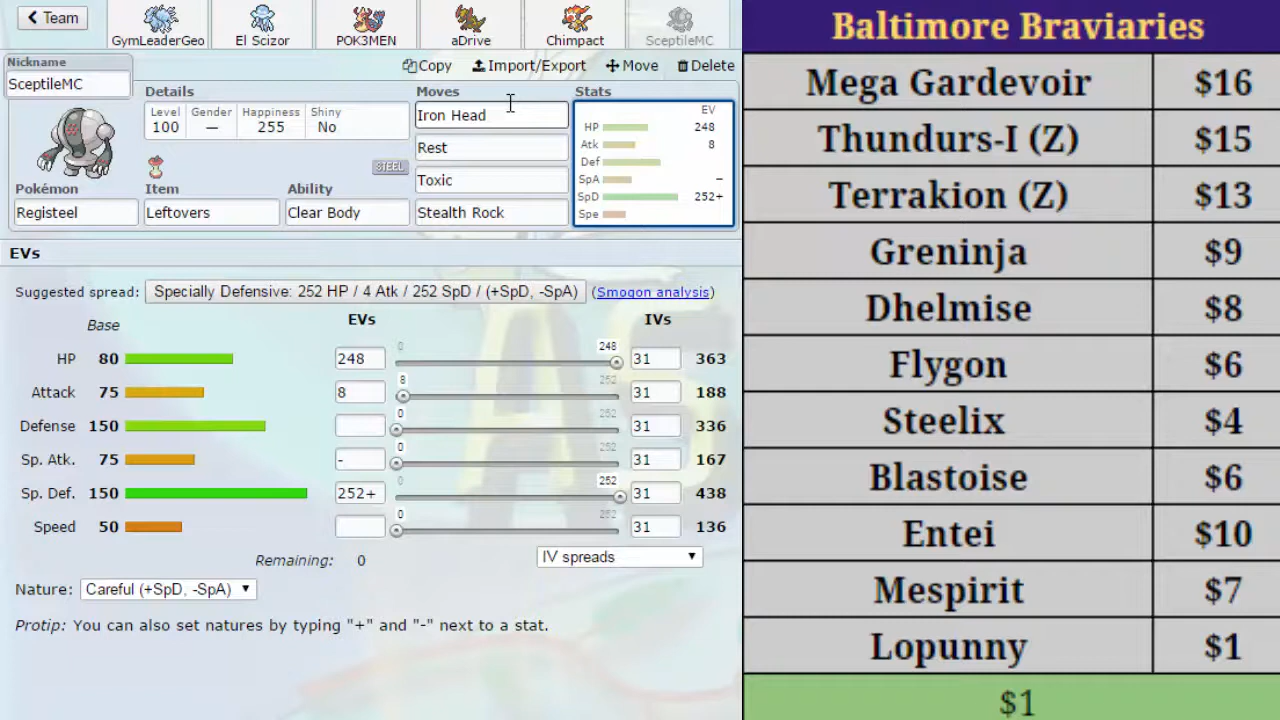 Team
GymLeaderGeo
El Scizor
POK3MEN
aDrive
Chimpact
SceptileMC
Nickname
SceptileMC
Copy
Import/Export
Move
Delete
Details
Level
100
Gender
—
Happiness
255
Shiny
No
STEEL
Pokémon
Registeel
Item
Leftovers
Ability
Clear Body
Moves
Iron Head
Rest
Toxic
Stealth Rock
Stats
EV
HP 248
Atk 8
Def
SpA –
SpD 252+
Spe
EVs
Suggested spread: Specially Defensive: 252 HP / 4 Atk / 252 SpD / (+SpD, -SpA) (Smogon analysis)
Base EVs IVs
HP 80 248 0 248 31 363
Attack 75 8 8 252 31 188
Defense 150 0 252 31 336
Sp. Atk. 75 - 0 252 31 167
Sp. Def. 150 252+ 0 252 31 438
Speed 50 0 252 31 136
Remaining: 0
IV spreads
Nature: Careful (+SpD, -SpA)
Protip: You can also set natures by typing "+" and "-" next to a stat.
Baltimore Braviaries
Mega Gardevoir $16
Thundurs-I (Z) $15
Terrakion (Z) $13
Greninja $9
Dhelmise $8
Flygon $6
Steelix $4
Blastoise $6
Entei $10
Mespirit $7
Lopunny $1
$1